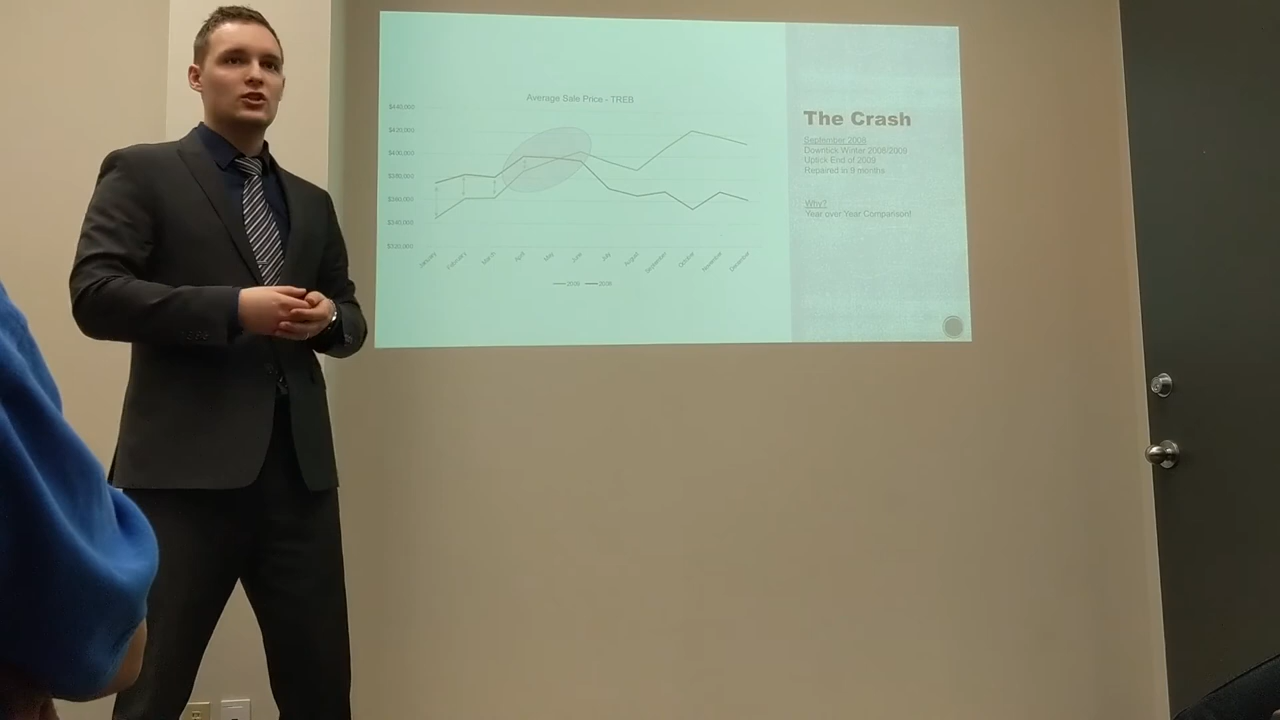 Average Sale Price - TREB
$440,000
$420,000
$400,000
$380,000
$360,000
$340,000
$320,000
January
February
March
April
May
June
July
August
September
October
November
December
The Crash
September 2008
Downtick Winter 2008/2009
Uptick End of 2009
Repaired in 9 months
Why?
Year over Year Comparison!